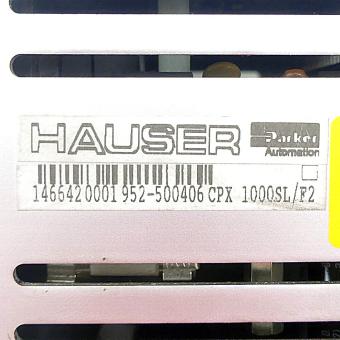 HAUSER
Parker
Automation
146642 0001 952-500406 CPX 1000SL/F2